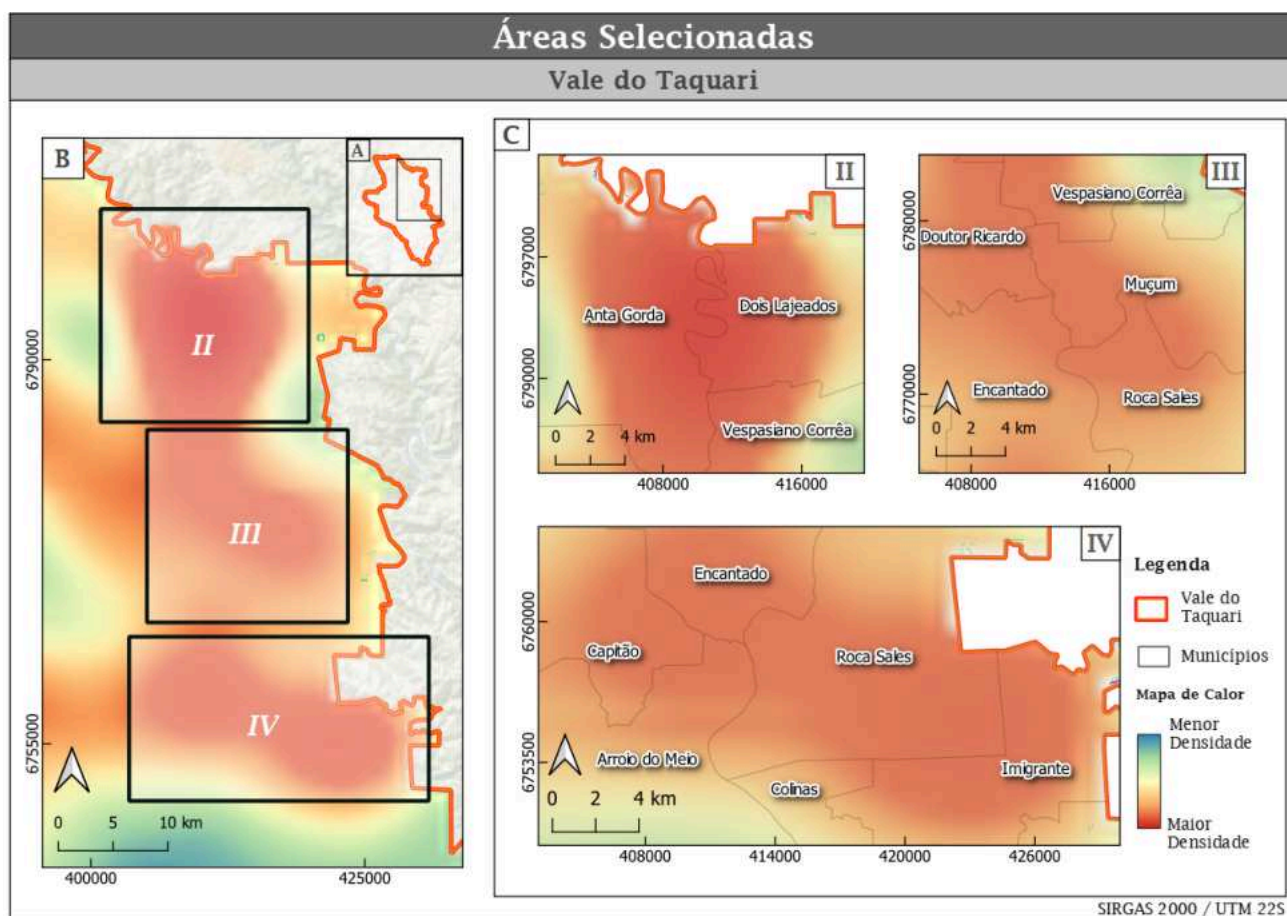 Áreas Selecionadas
Vale do Taquari
B
A
II
III
IV
6790000
6755000
0 5 10 km
400000 425000
C
II
6797000
6790000
Anta Gorda
Dois Lajeados
Vespasiano Corrêa
0 2 4 km
408000 416000
III
6780000
6770000
Vespasiano Corrêa
Doutor Ricardo
Muçum
Encantado
Roca Sales
0 2 4 km
408000 416000
IV
6760000
6753500
Encantado
Capitão
Roca Sales
Arroio do Meio
Imigrante
Colinas
0 2 4 km
408000 414000 420000 426000
Legenda
Vale do
Taquari
Municípios
Mapa de Calor
Menor
Densidade
Maior
Densidade
SIRGAS 2000 / UTM 22S